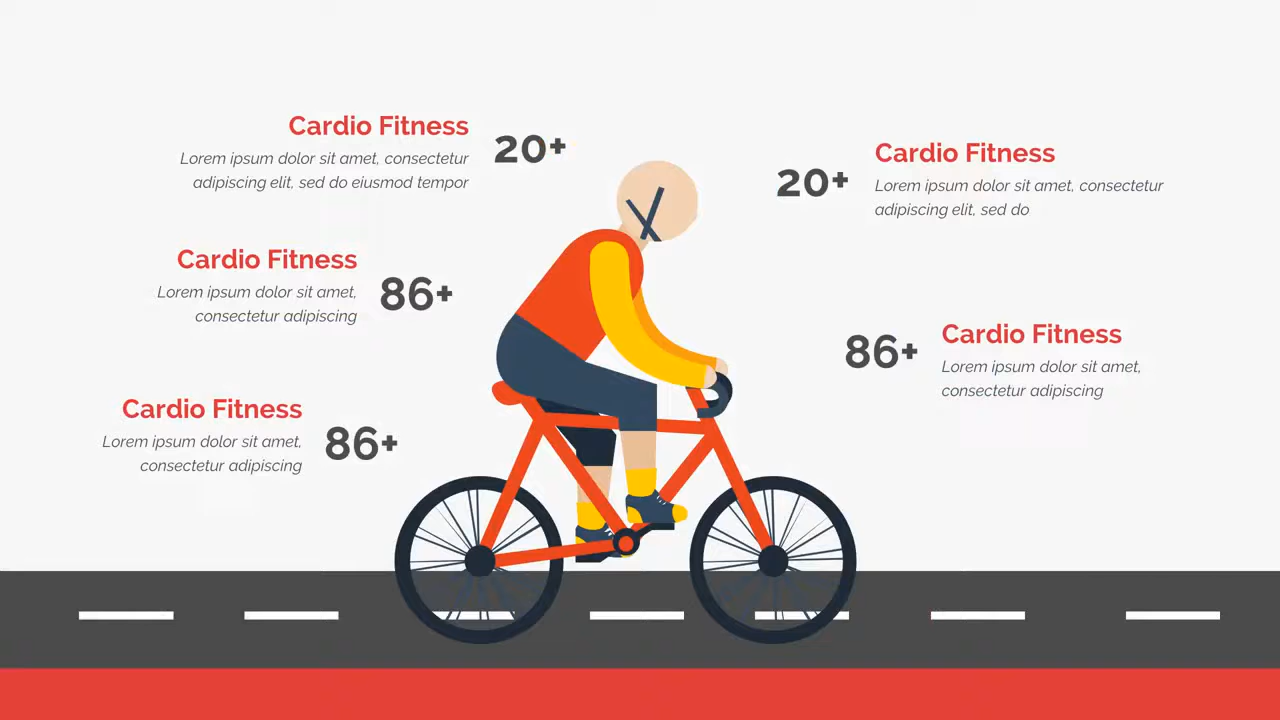 Cardio Fitness
Lorem ipsum dolor sit amet, consectetur
adipiscing elit, sed do eiusmod tempor
20+
Cardio Fitness
Lorem ipsum dolor sit amet,
consectetur adipiscing
86+
Cardio Fitness
Lorem ipsum dolor sit amet,
consectetur adipiscing
86+
20+
Cardio Fitness
Lorem ipsum dolor sit amet, consectetur
adipiscing elit, sed do
86+
Cardio Fitness
Lorem ipsum dolor sit amet,
consectetur adipiscing